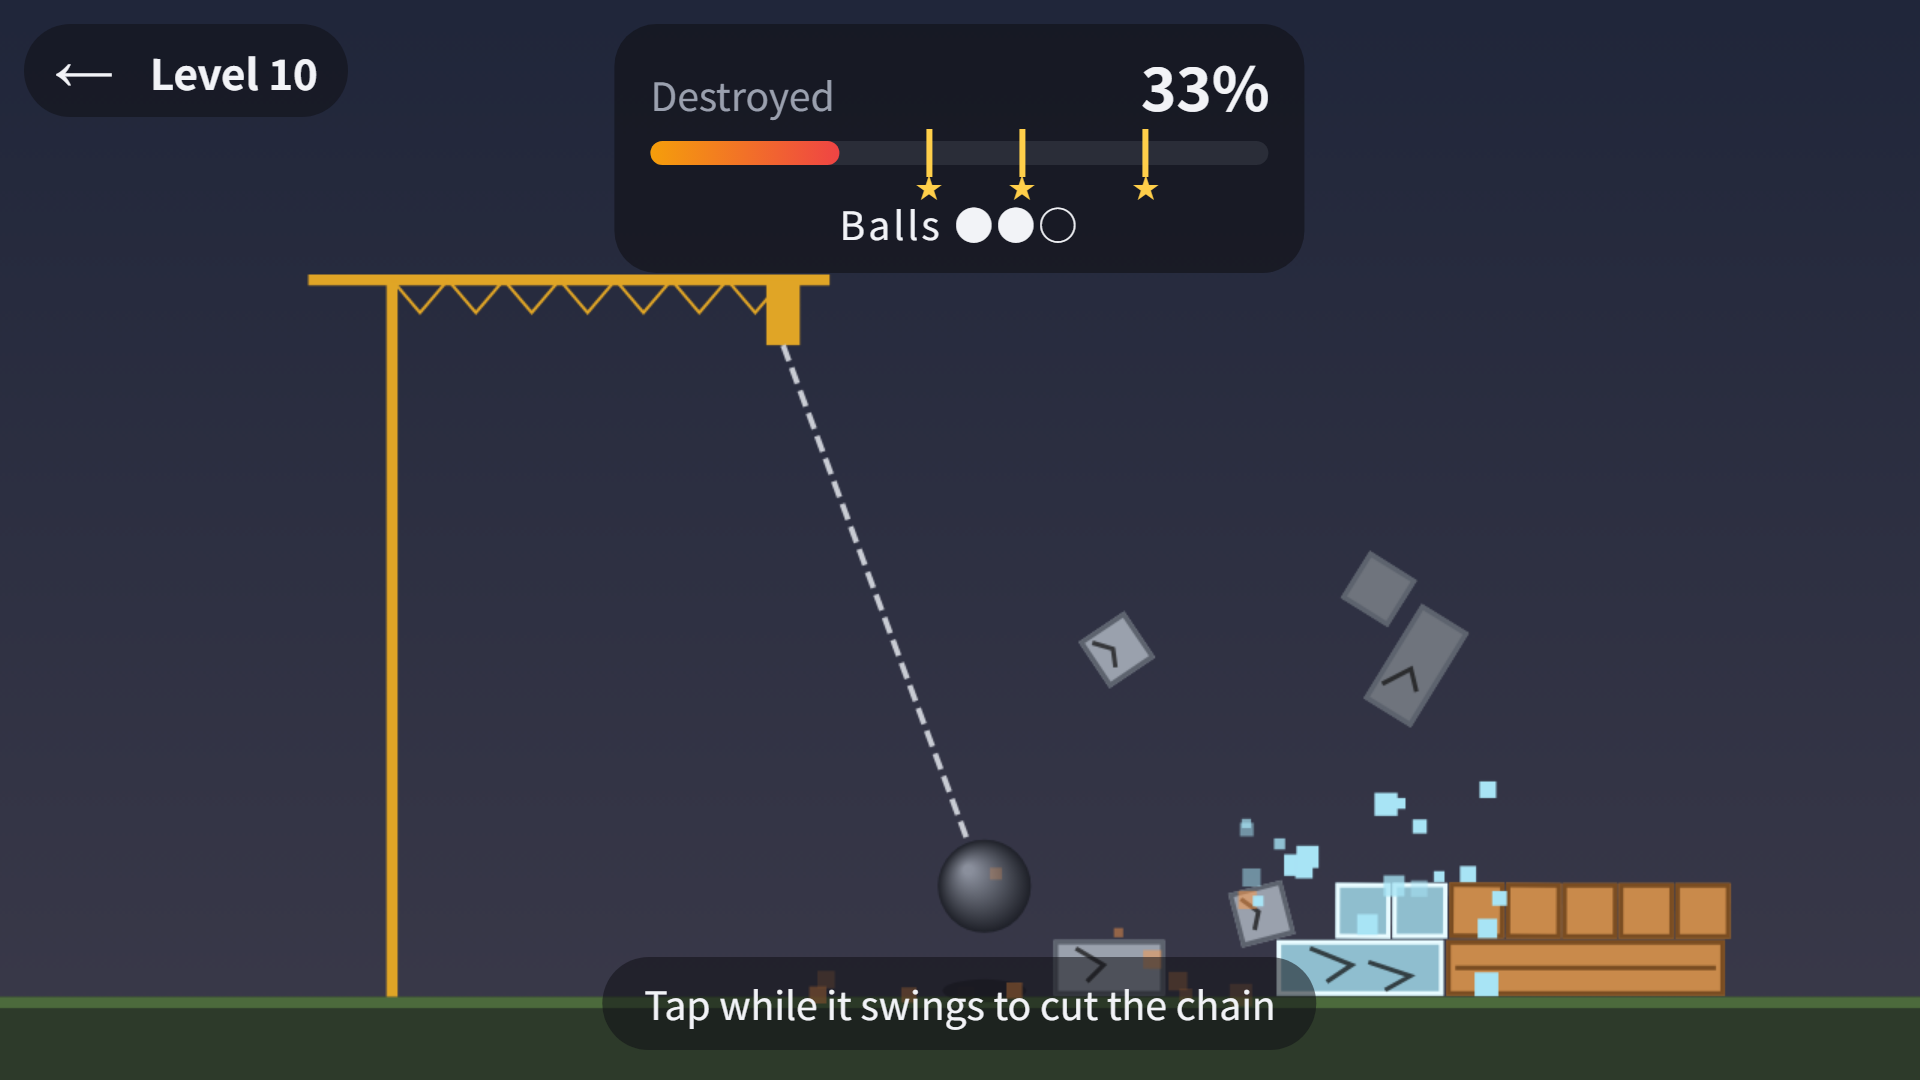 ← Level 10
Destroyed 33%
Balls
Tap while it swings to cut the chain